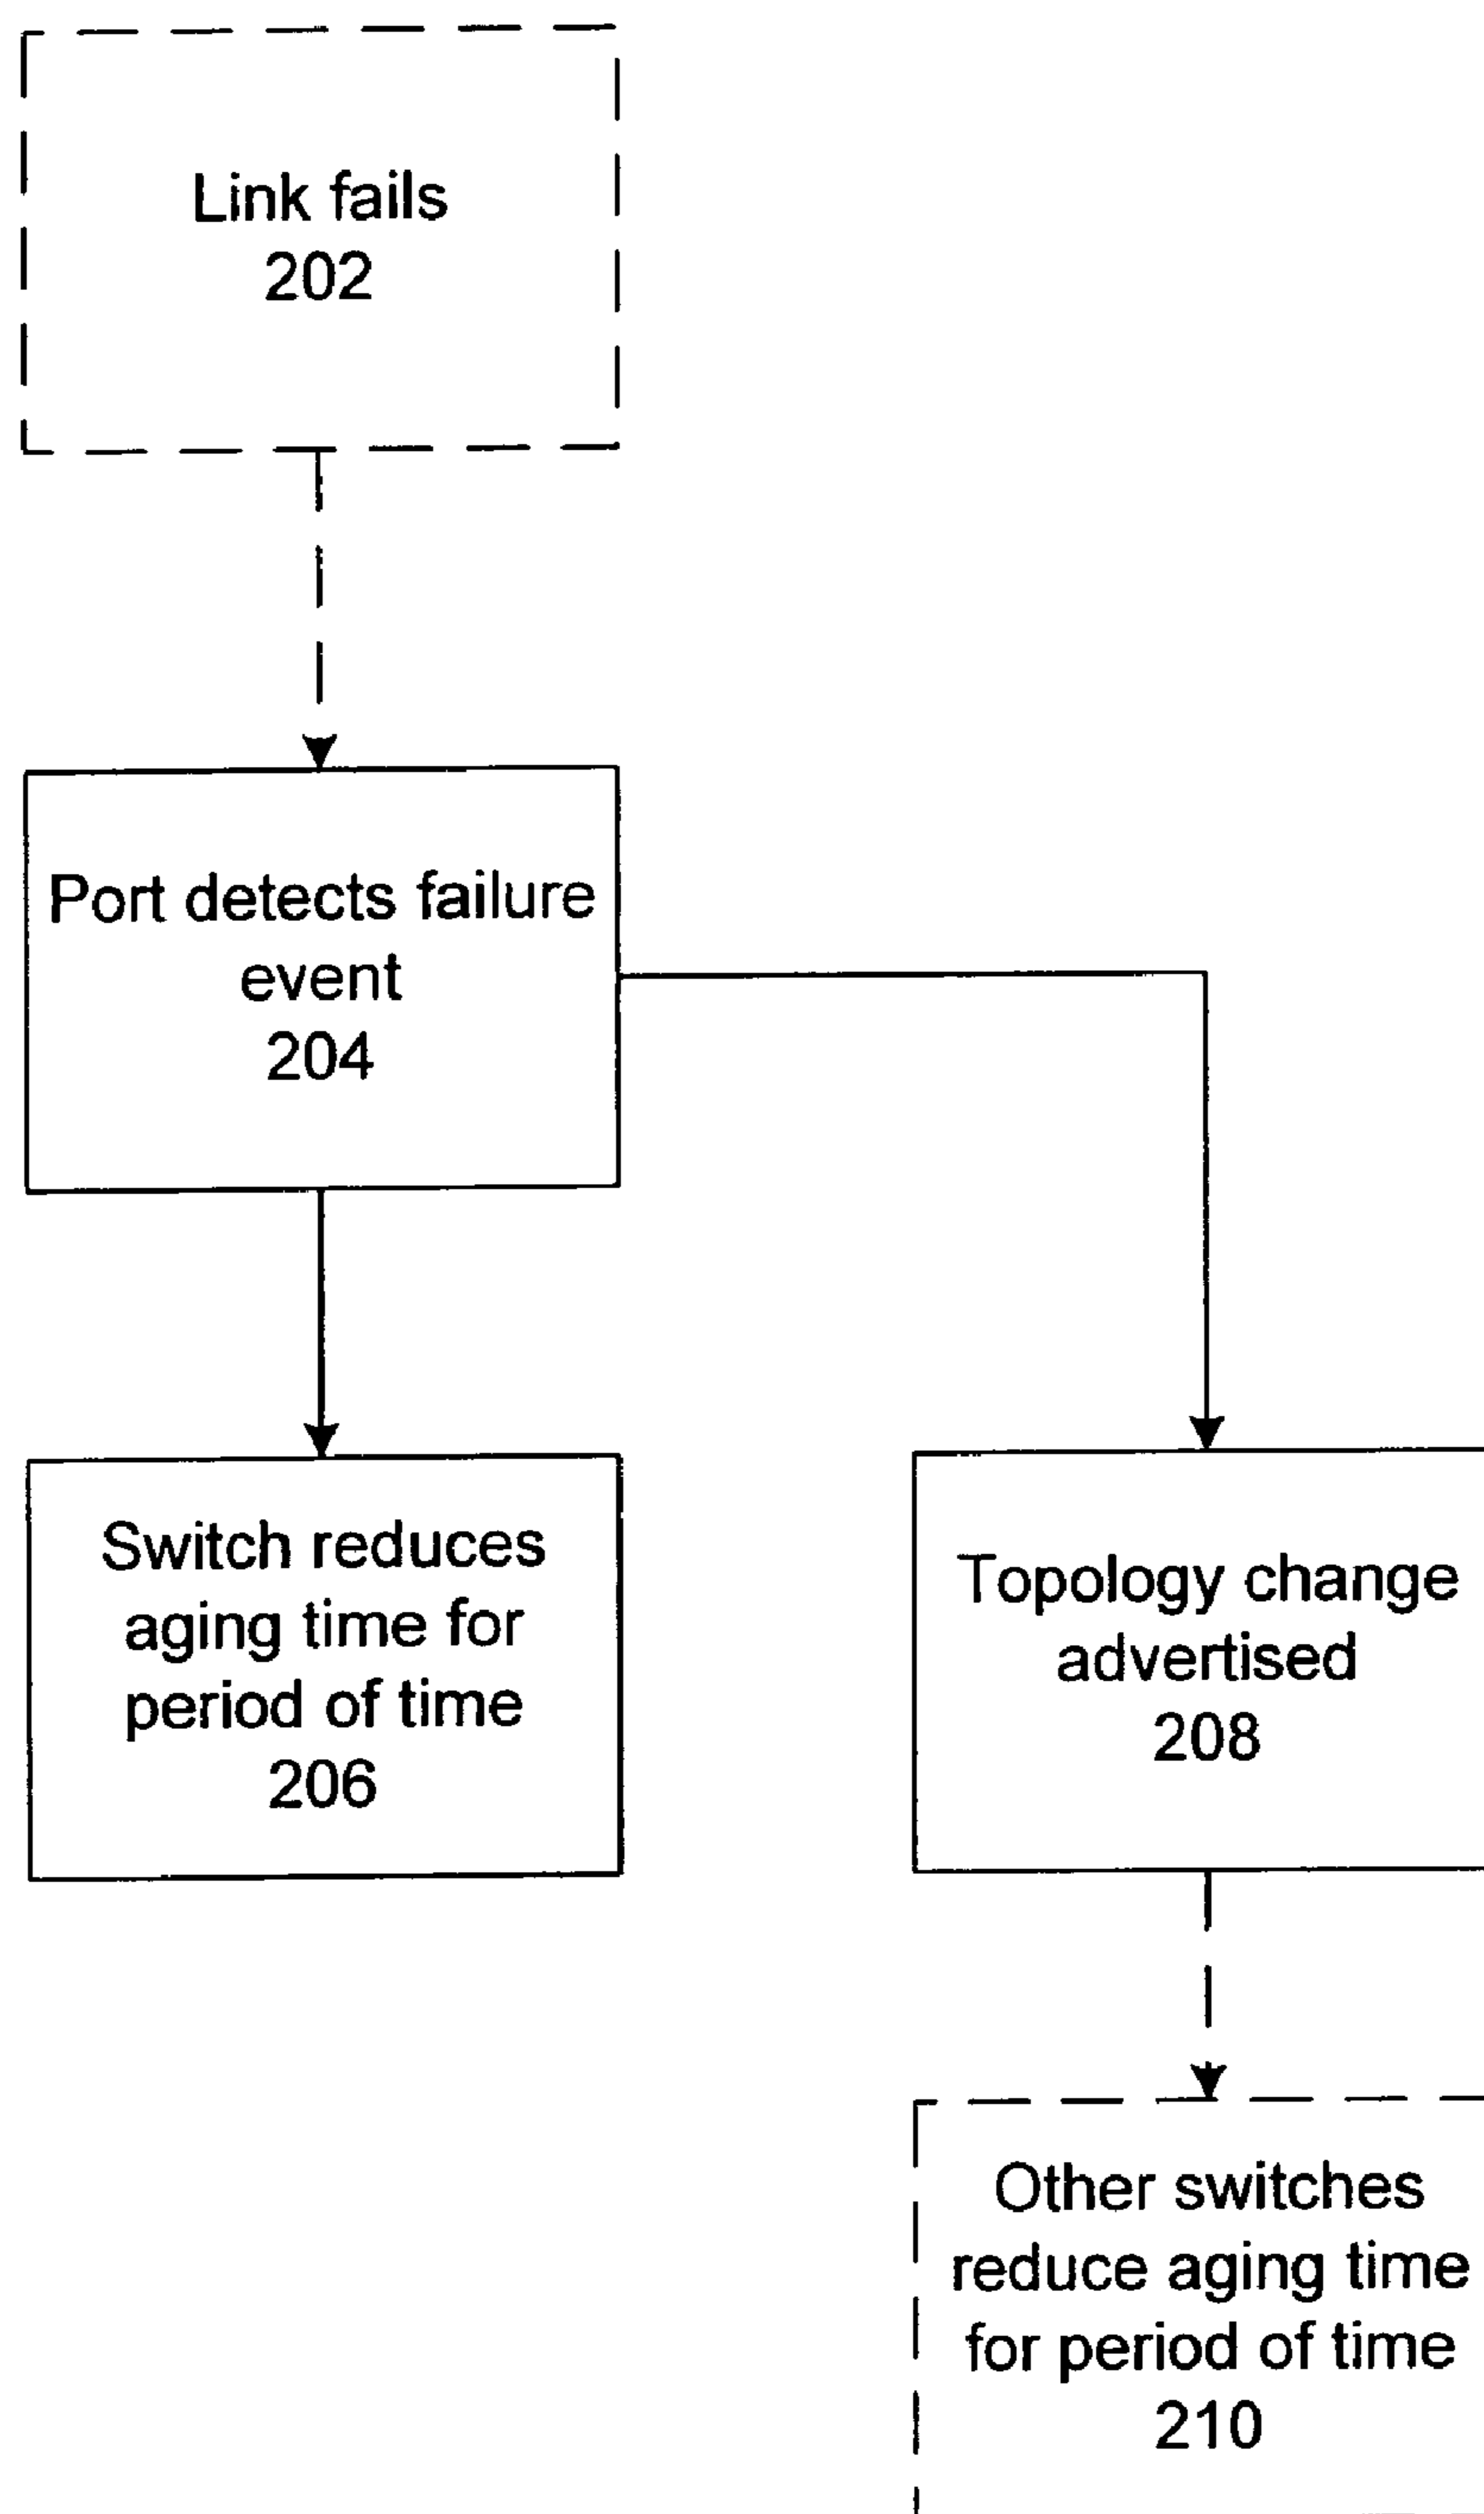 Link fails
202
Port detects failure
event
204
Switch reduces
aging time for
period of time
206
Topology change
advertised
208
Other switches
reduce aging time
for period of time
210